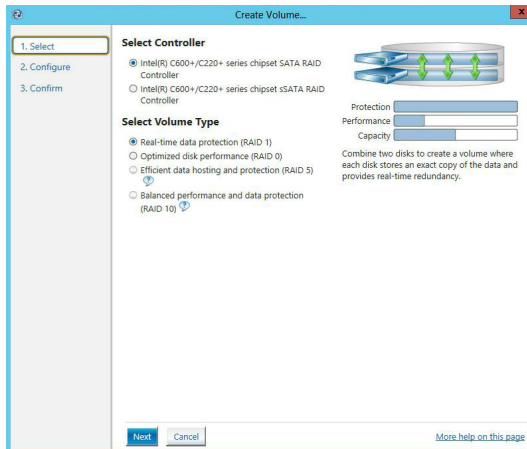 Create Volume...
x
1. Select
2. Configure
3. Confirm
Select Controller
Intel(R) C600+/C220+ series chipset SATA RAID
Controller
Intel(R) C600+/C220+ series chipset sSATA RAID
Controller
Select Volume Type
Real-time data protection (RAID 1)
Optimized disk performance (RAID 0)
Efficient data hosting and protection (RAID 5)
?
Balanced performance and data protection
(RAID 10) ?
Protection
Performance
Capacity
Combine two disks to create a volume where
each disk stores an exact copy of the data and
provides real-time redundancy.
Next
Cancel
More help on this page